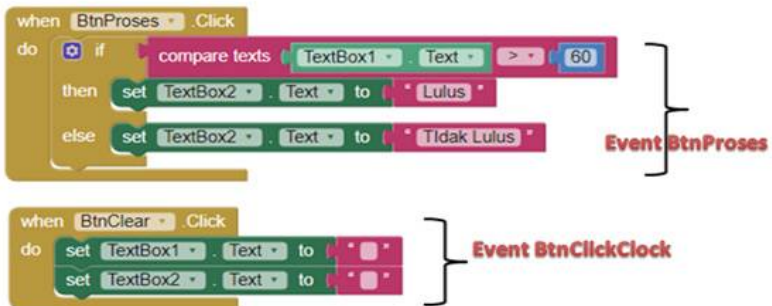 when BtnProses .Click
do if compare texts TextBox1 . Text > 60
then set TextBox2 . Text to " Lulus "
else set TextBox2 . Text to " TIdak Lulus "
Event BtnProses
when BtnClear .Click
do set TextBox1 . Text to " "
set TextBox2 . Text to " "
Event BtnClickClock